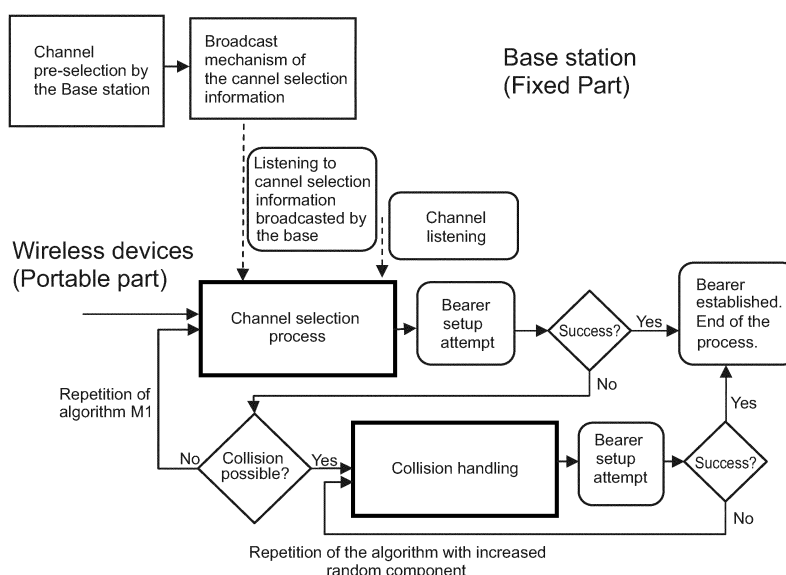 Channel
pre-selection by
the Base station
Broadcast
mechanism of
the cannel selection
information
Base station
(Fixed Part)
Listening to
cannel selection
information
broadcasted by
the base
Channel
listening
Wireless devices
(Portable part)
Channel selection
process
Bearer
setup
attempt
Success?
Yes
Bearer
established.
End of the
process.
No
Repetition of
algorithm M1
Yes
No
Collision
possible?
Yes
Collision handling
Bearer
setup
attempt
Success?
No
Repetition of the algorithm with increased
random component